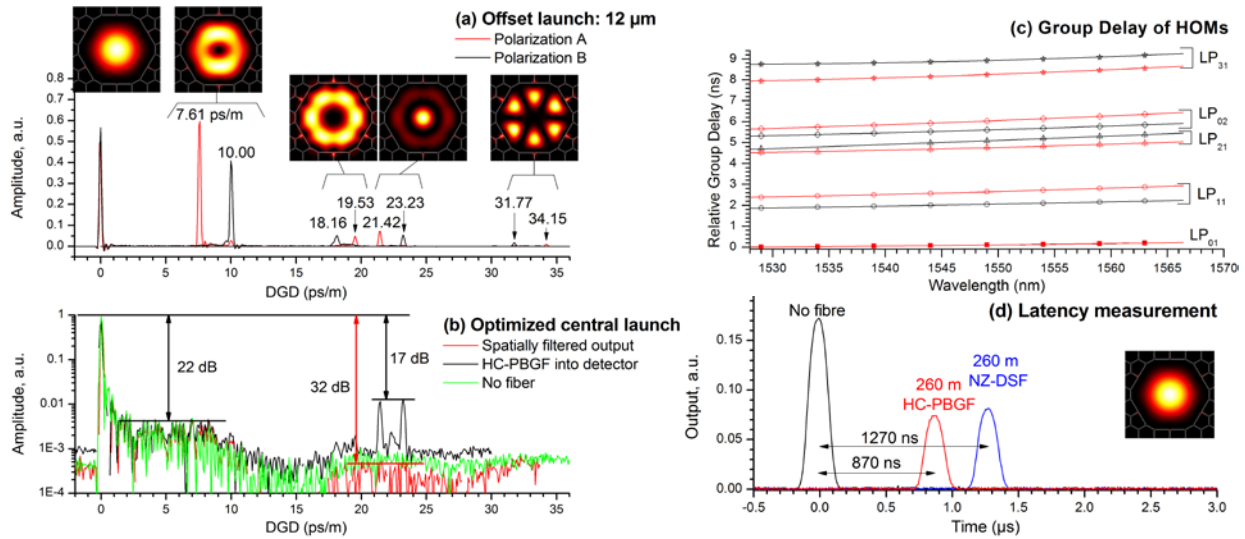 (a) Offset launch: 12 µm
Polarization A
Polarization B
7.61 ps/m
10.00
18.16
19.53
21.42
23.23
31.77
34.15
Amplitude, a.u.
0.8
0.7
0.6
0.5
0.4
0.3
0.2
0.1
0.0
0
5
10
15
20
25
30
35
DGD (ps/m)
(b) Optimized central launch
Spatially filtered output
HC-PBGF into detector
No fiber
22 dB
32 dB
17 dB
Amplitude, a.u.
1
0.1
0.01
1E-3
1E-4
0
5
10
15
20
25
30
35
DGD (ps/m)
(c) Group Delay of HOMs
LP31
LP02
LP21
LP11
LP01
Relative Group Delay (ns)
9
8
7
6
5
4
3
2
1
0
1530
1535
1540
1545
1550
1555
1560
1565
1570
Wavelength (nm)
(d) Latency measurement
No fibre
260 m
HC-PBGF
260 m
NZ-DSF
1270 ns
870 ns
Output, a.u.
0.15
0.10
0.05
0.00
-0.5
0.0
0.5
1.0
1.5
2.0
2.5
3.0
Time (µs)